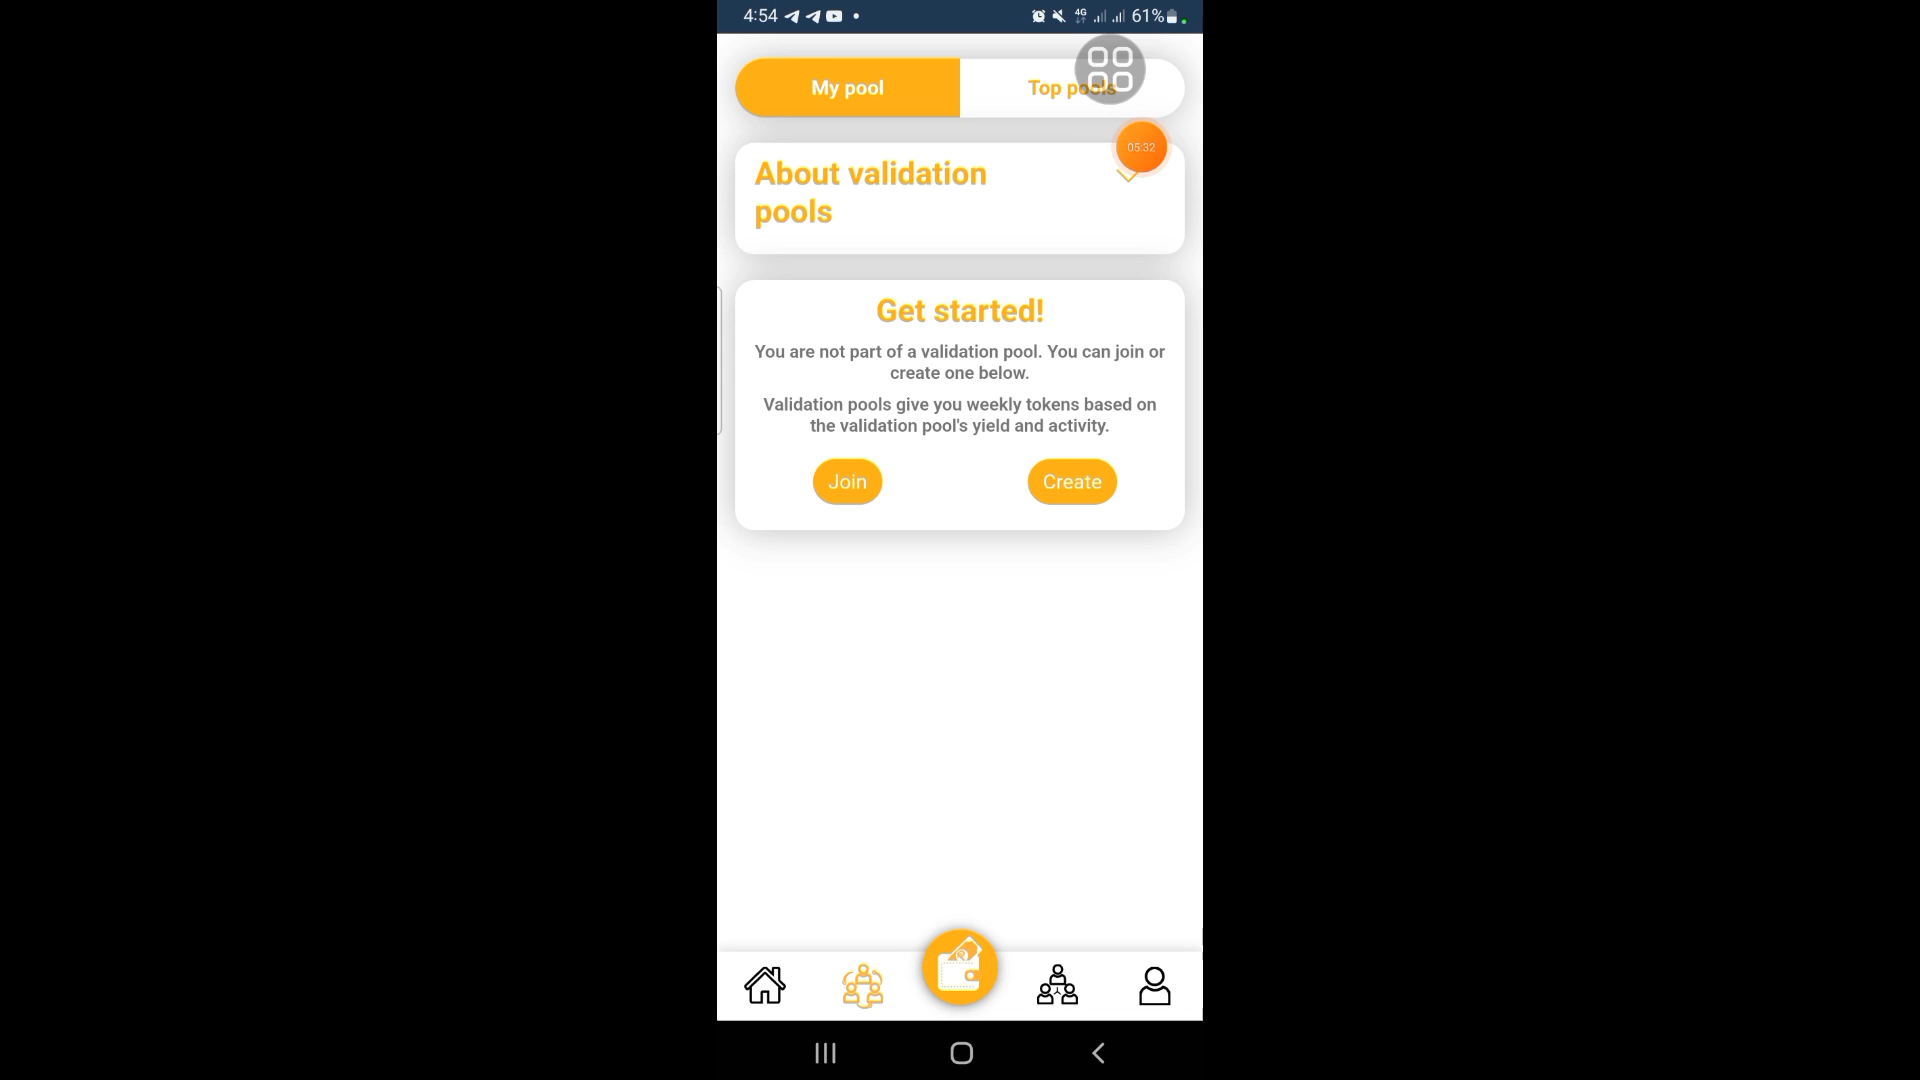 4:54
4G
61%
My pool
Top pools
05:32
About validation
pools
Get started!
You are not part of a validation pool. You can join or
create one below.
Validation pools give you weekly tokens based on
the validation pool's yield and activity.
Join
Create